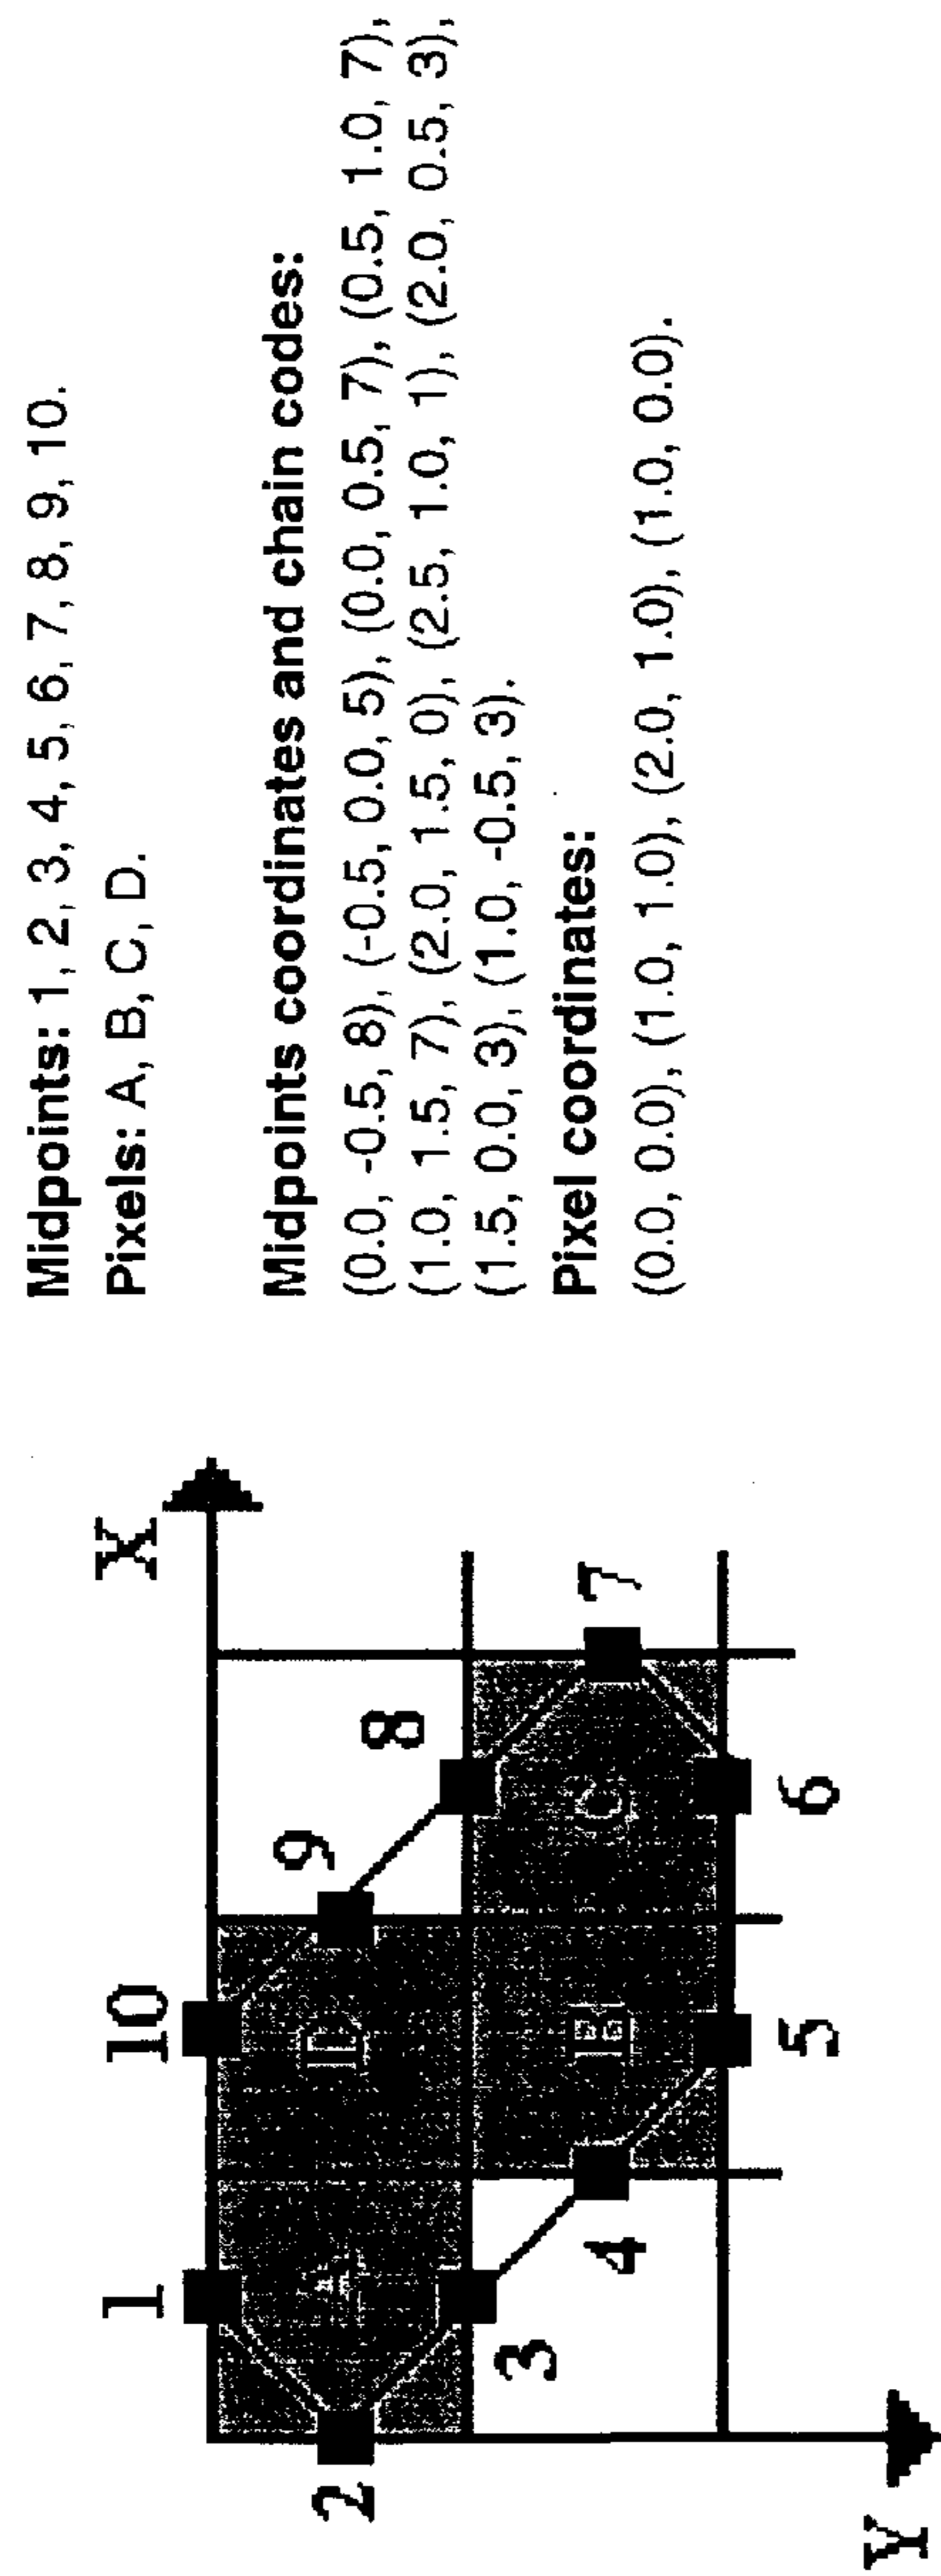 Midpoints: 1, 2, 3, 4, 5, 6, 7, 8, 9, 10.
Pixels: A, B, C, D.
Midpoints coordinates and chain codes:
(0.0, -0.5, 8), (-0.5, 0.0, 5), (0.0, 0.5, 7), (0.5, 1.0, 7),
(1.0, 1.5, 7), (2.0, 1.5, 0), (2.5, 1.0, 1), (2.0, 0.5, 3),
(1.5, 0.0, 3), (1.0, -0.5, 3).
Pixel coordinates:
(0.0, 0.0), (1.0, 1.0), (2.0, 1.0), (1.0, 0.0).
X
1
10
9
8
2
A
D
7
3
4
B
C
5
6
Y